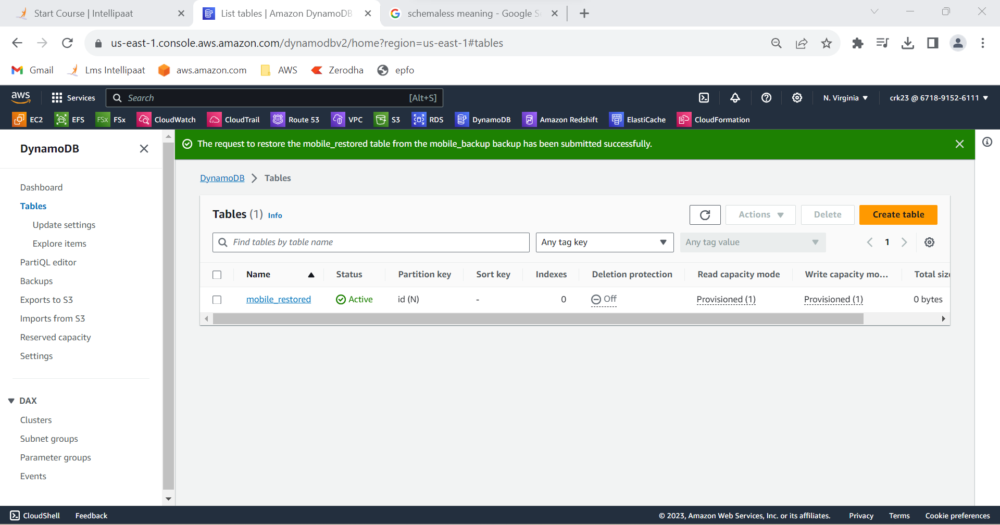 Start Course | Intellipaat
List tables | Amazon DynamoDB
schemaless meaning - Google S
us-east-1.console.aws.amazon.com/dynamodbv2/home?region=us-east-1#tables
Gmail Lms Intellipaat aws.amazon.com AWS Zerodha epfo
aws Services Search [Alt+S] N. Virginia crk23 @ 6718-9152-6111
EC2 EFS FSx FSx CloudWatch CloudTrail Route 53 VPC S3 RDS DynamoDB Amazon Redshift ElastiCache CloudFormation
DynamoDB
Dashboard
Tables
Update settings
Explore items
PartiQL editor
Backups
Exports to S3
Imports from S3
Reserved capacity
Settings
DAX
Clusters
Subnet groups
Parameter groups
Events
The request to restore the mobile_restored table from the mobile_backup backup has been submitted successfully.
DynamoDB Tables
Tables (1) Info
Actions Delete Create table
Find tables by table name Any tag key Any tag value 1
Name Status Partition key Sort key Indexes Deletion protection Read capacity mode Write capacity mo... Total size
mobile_restored Active id (N) - 0 Off Provisioned (1) Provisioned (1) 0 bytes
CloudShell Feedback © 2023, Amazon Web Services, Inc. or its affiliates. Privacy Terms Cookie preferences